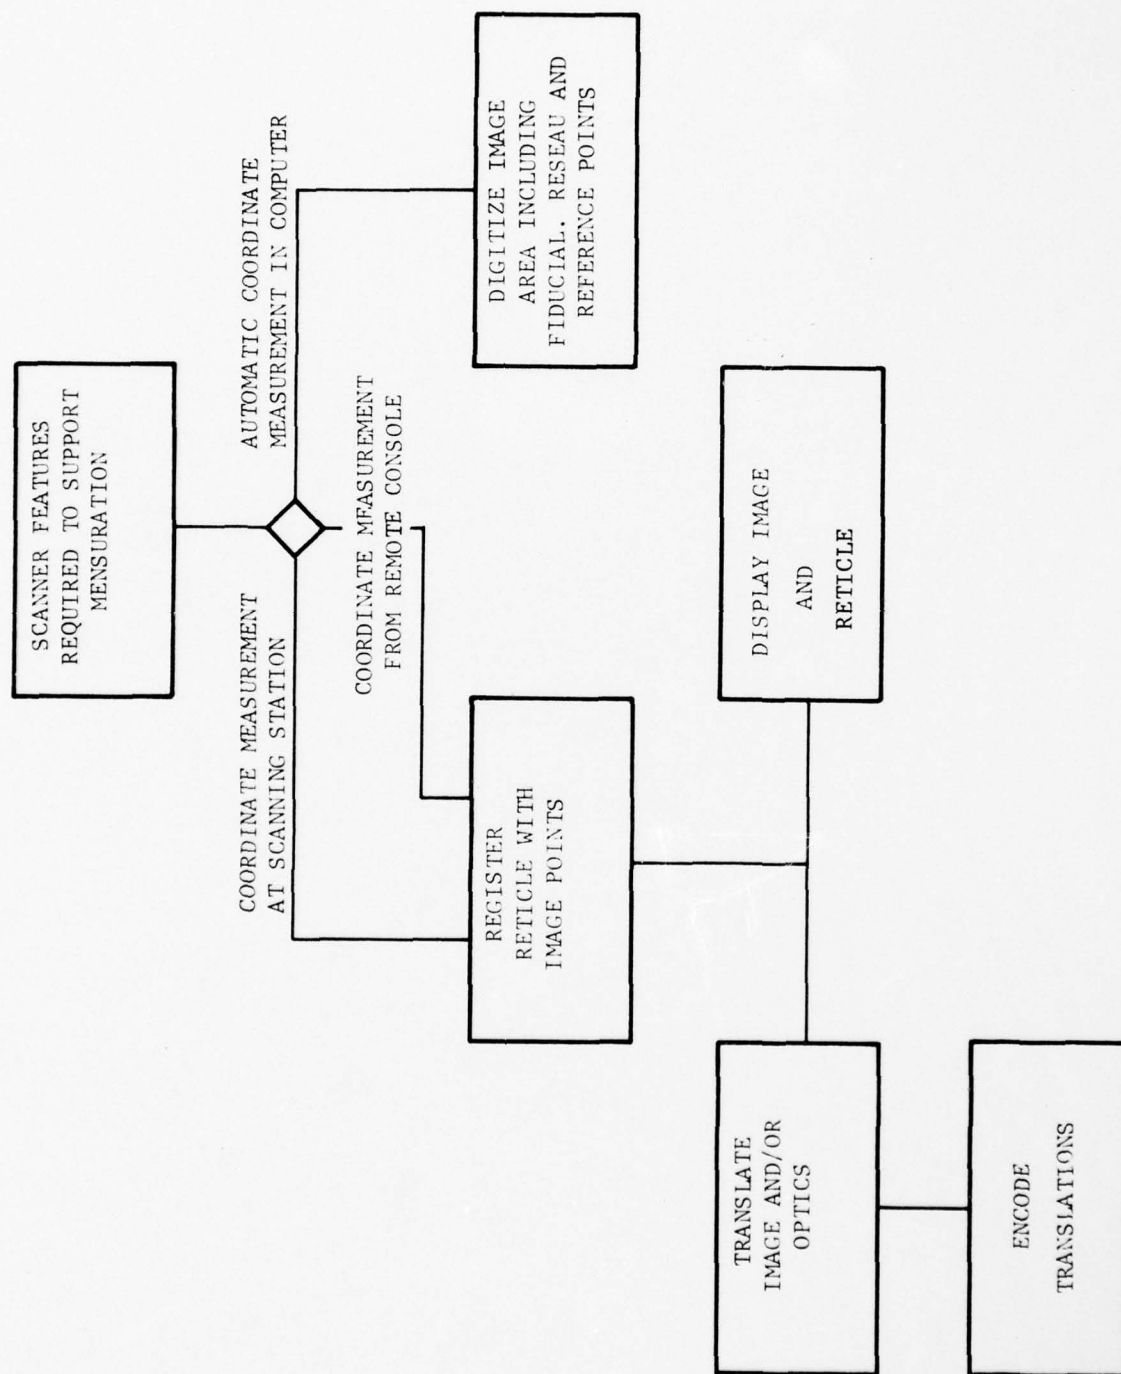 SCANNER FEATURES
REQUIRED TO SUPPORT
MENSURATION
COORDINATE MEASUREMENT
AT SCANNING STATION
AUTOMATIC COORDINATE
MEASUREMENT IN COMPUTER
COORDINATE MEASUREMENT
FROM REMOTE CONSOLE
REGISTER
RETICLE WITH
IMAGE POINTS
DIGITIZE IMAGE
AREA INCLUDING
FIDUCIAL. RESEAU AND
REFERENCE POINTS
TRANSLATE
IMAGE AND/OR
OPTICS
DISPLAY IMAGE
AND
RETICLE
ENCODE
TRANSLATIONS